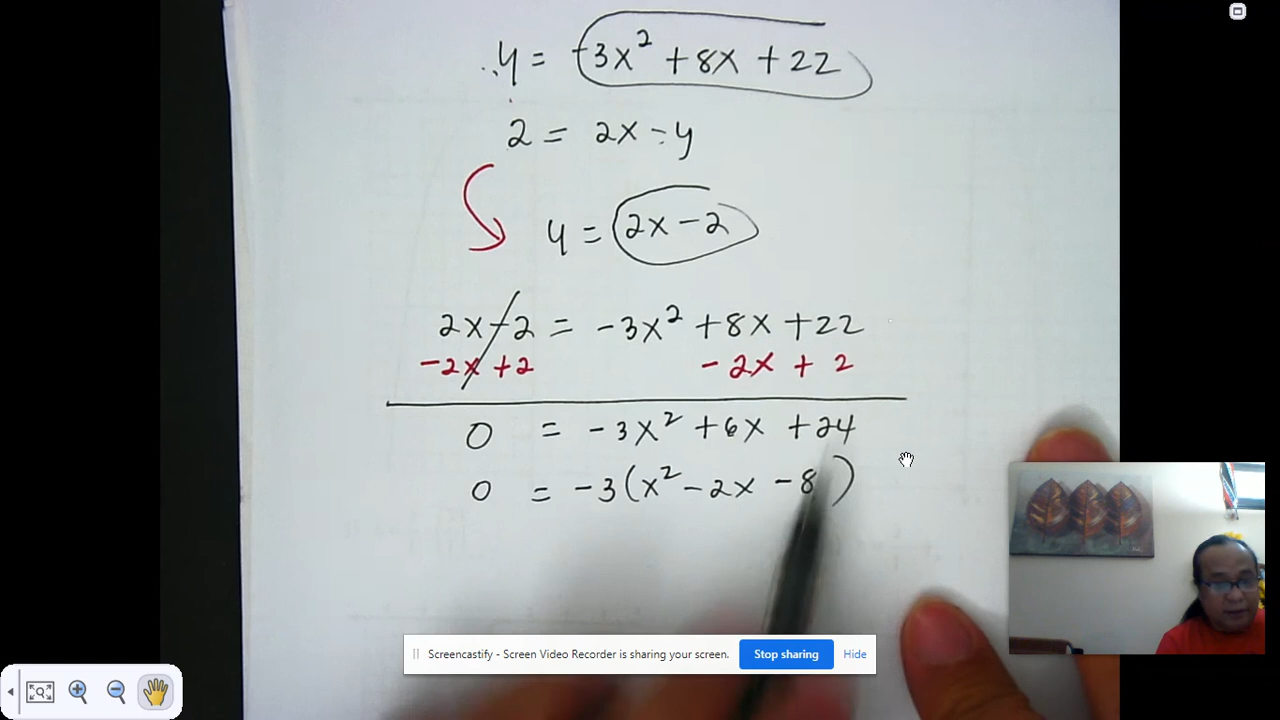 y = -3x² + 8x + 22
2 = 2x - y
y = 2x - 2
2x - 2 = -3x² + 8x + 22
-2x + 2 - 2x + 2
0 = -3x² + 6x + 24
0 = -3(x² - 2x - 8)
Screencastify - Screen Video Recorder is sharing your screen. Stop sharing Hide